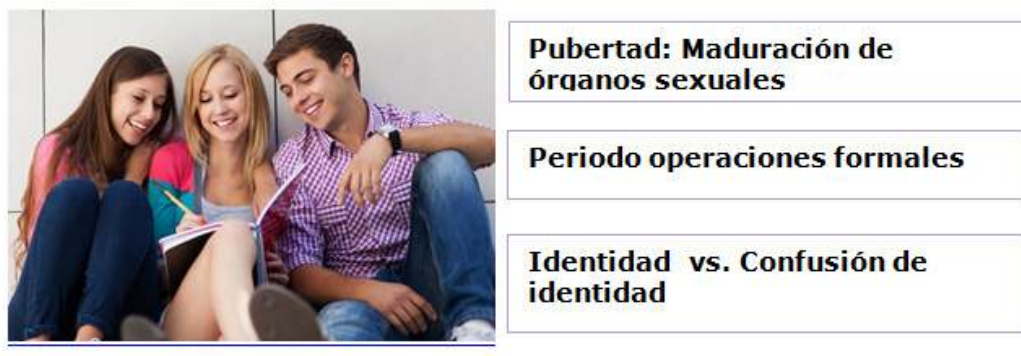 Pubertad: Maduración de
órganos sexuales
Periodo operaciones formales
Identidad vs. Confusión de
identidad